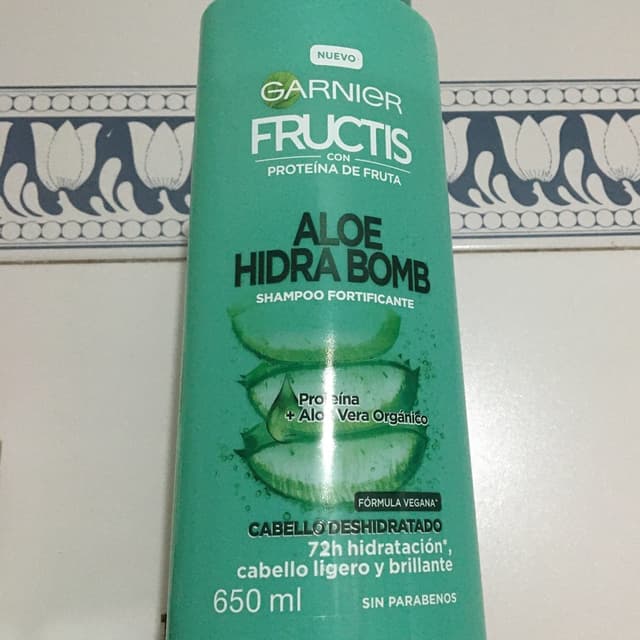 NUEVO
GARNIER
FRUCTIS
CON
PROTEÍNA DE FRUTA
ALOE
HIDRA BOMB
SHAMPOO FORTIFICANTE
Proteína
+ Aloe Vera Orgánico
FÓRMULA VEGANA*
CABELLO DESHIDRATADO
72h hidratación*,
cabello ligero y brillante
650 ml SIN PARABENOS